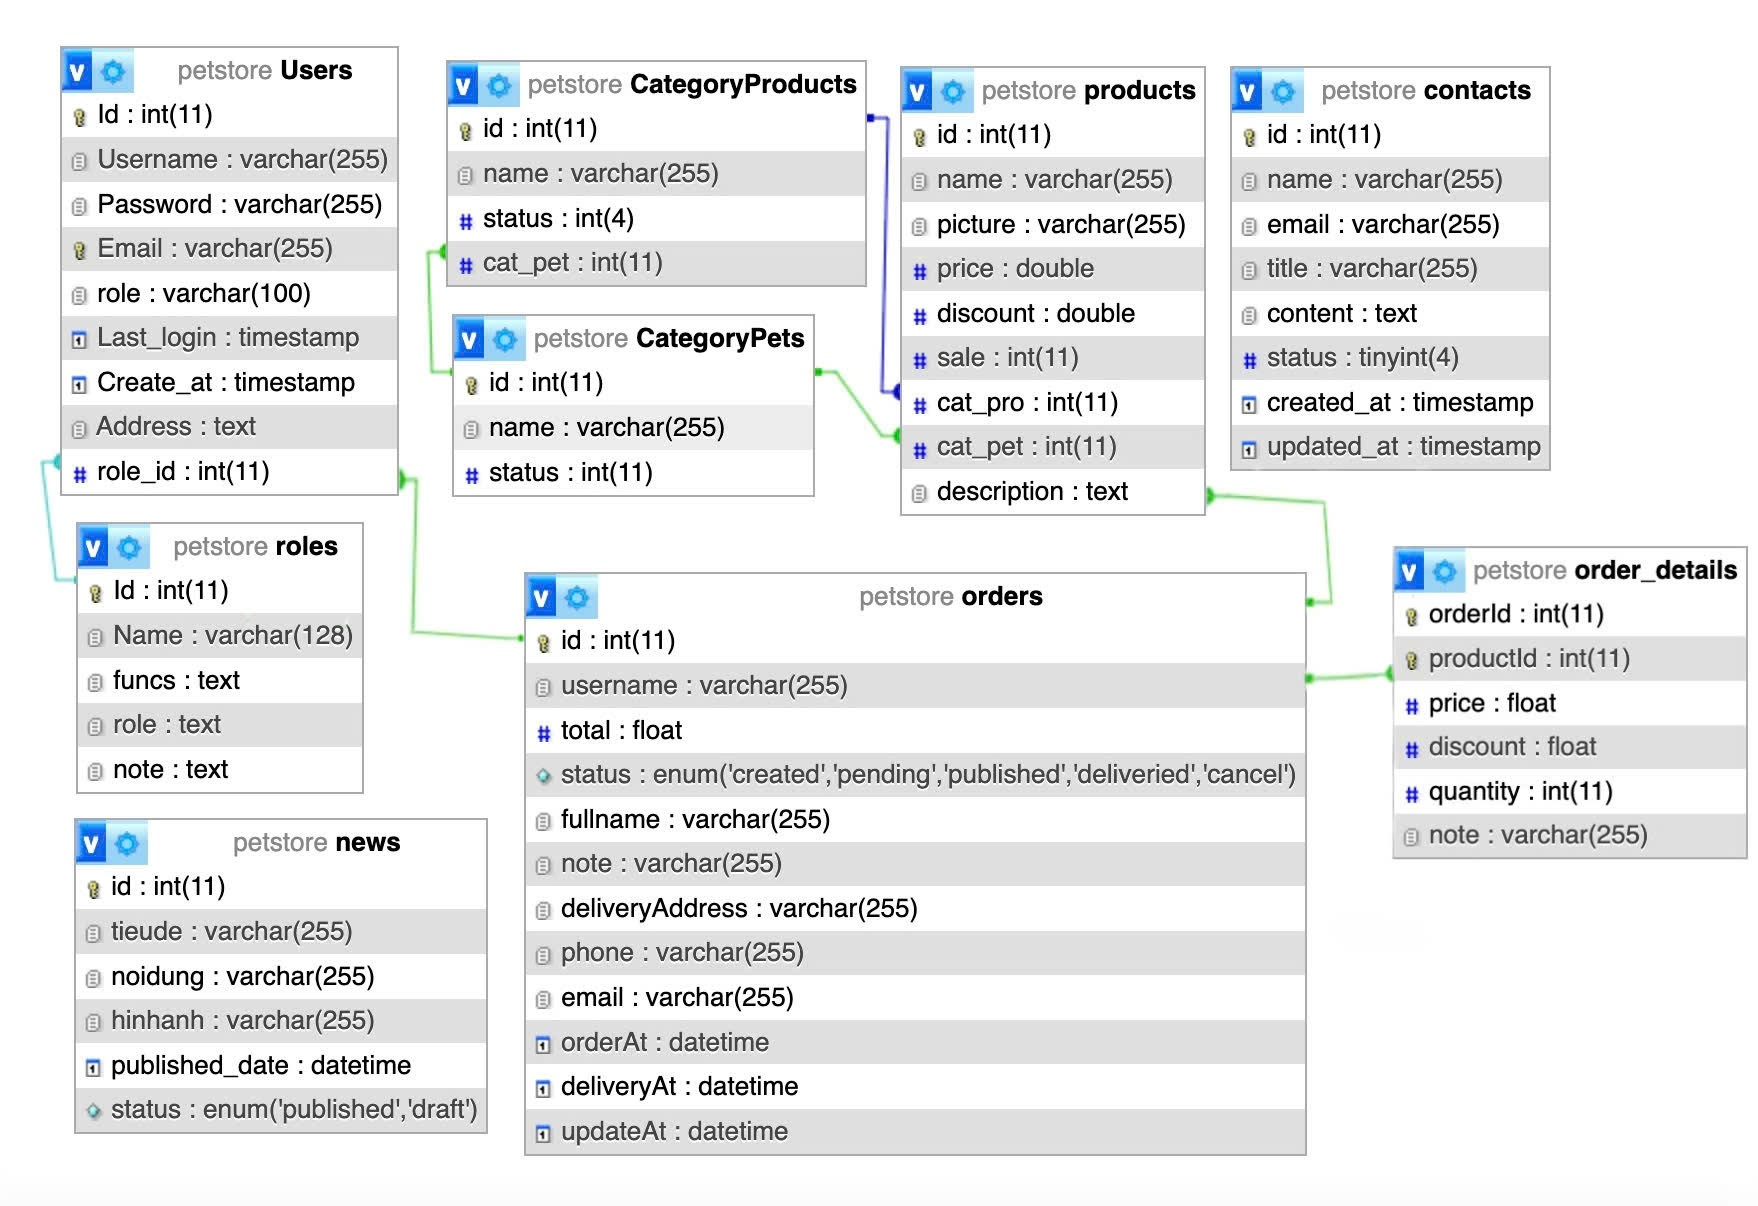 petstore Users
Id : int(11)
Username : varchar(255)
Password : varchar(255)
Email : varchar(255)
role : varchar(100)
Last_login : timestamp
Create_at : timestamp
Address : text
role_id : int(11)
petstore CategoryProducts
id : int(11)
name : varchar(255)
status : int(4)
cat_pet : int(11)
petstore CategoryPets
id : int(11)
name : varchar(255)
status : int(11)
petstore products
id : int(11)
name : varchar(255)
picture : varchar(255)
price : double
discount : double
sale : int(11)
cat_pro : int(11)
cat_pet : int(11)
description : text
petstore contacts
id : int(11)
name : varchar(255)
email : varchar(255)
title : varchar(255)
content : text
status : tinyint(4)
created_at : timestamp
updated_at : timestamp
petstore roles
Id : int(11)
Name : varchar(128)
funcs : text
role : text
note : text
petstore orders
id : int(11)
username : varchar(255)
total : float
status : enum('created','pending','published','deliveried','cancel')
fullname : varchar(255)
note : varchar(255)
deliveryAddress : varchar(255)
phone : varchar(255)
email : varchar(255)
orderAt : datetime
deliveryAt : datetime
updateAt : datetime
petstore order_details
orderId : int(11)
productId : int(11)
price : float
discount : float
quantity : int(11)
note : varchar(255)
petstore news
id : int(11)
tieude : varchar(255)
noidung : varchar(255)
hinhanh : varchar(255)
published_date : datetime
status : enum('published','draft')